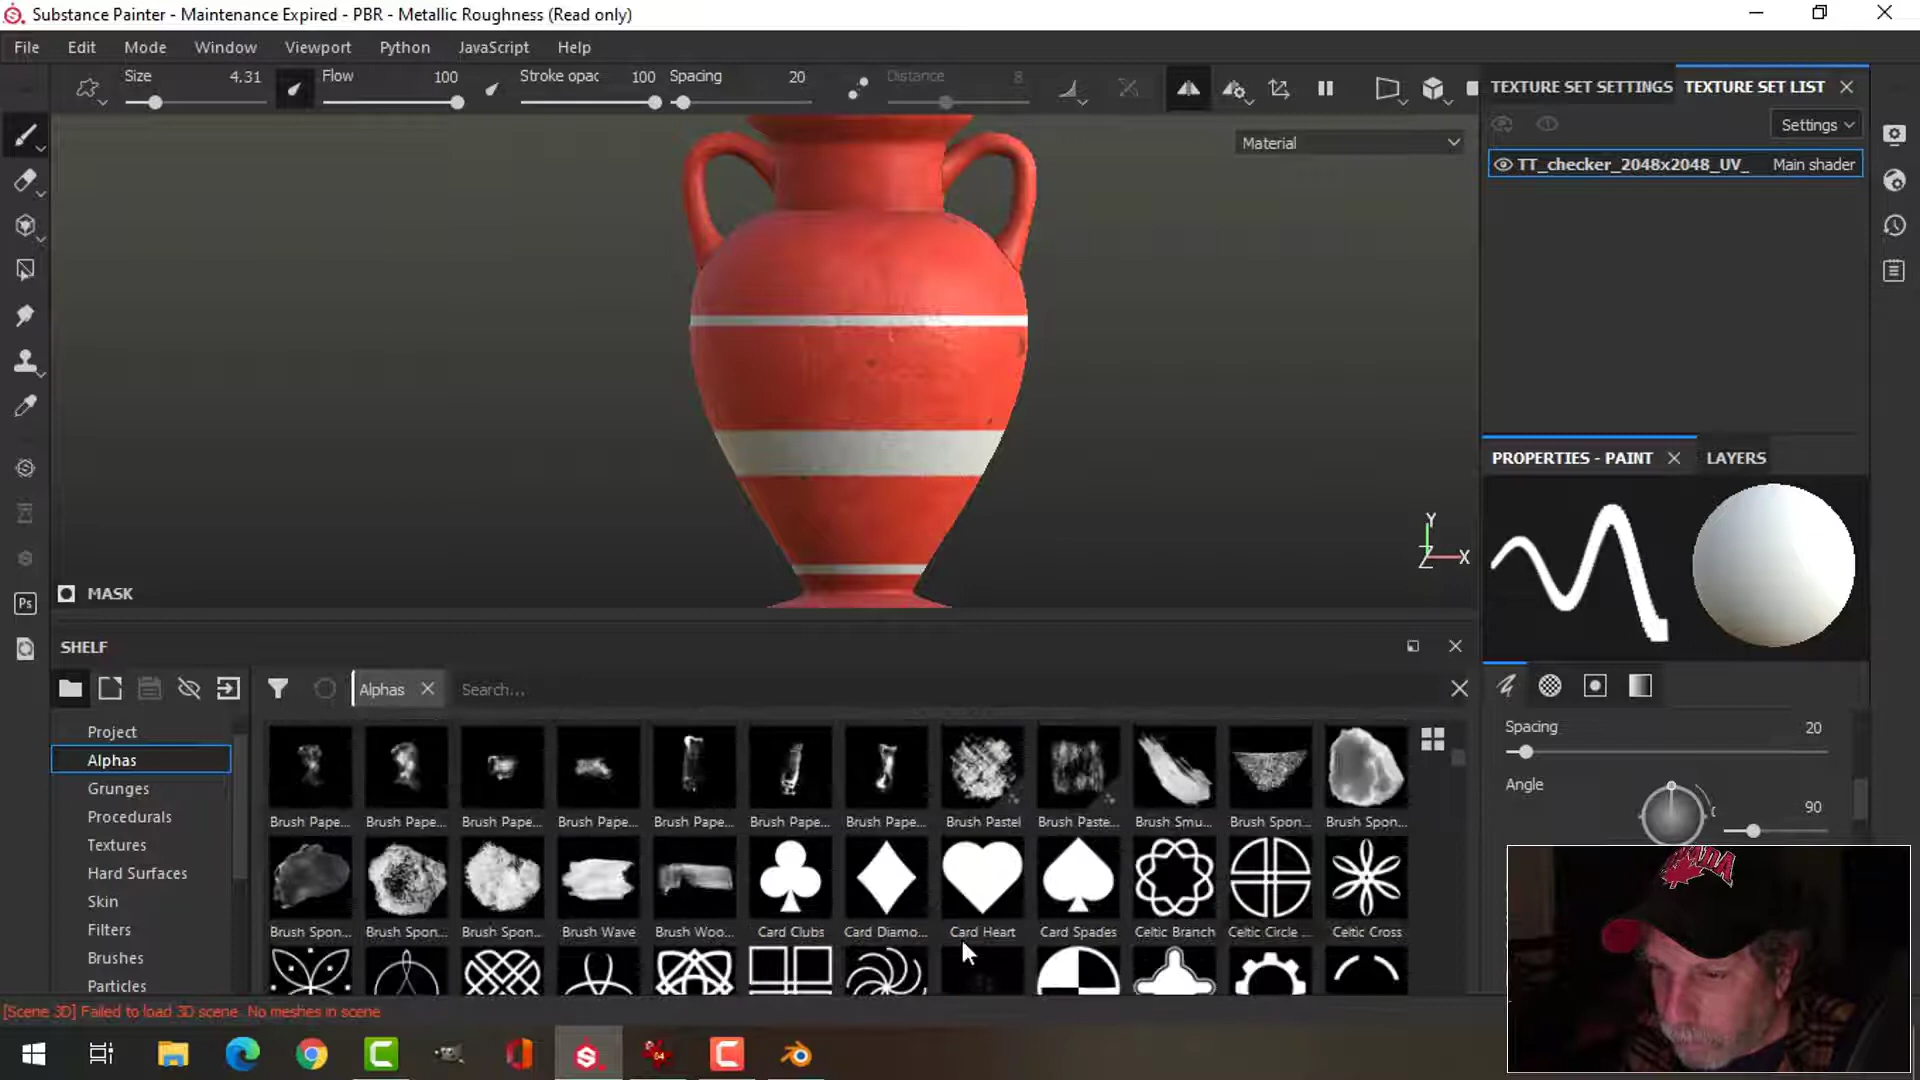 Substance Painter - Maintenance Expired - PBR - Metallic Roughness (Read only)
File Edit Mode Window Viewport Python JavaScript Help
Size 4.31 Flow 100 Stroke opac 100 Spacing 20 Distance 8
TEXTURE SET SETTINGS TEXTURE SET LIST
Material
Settings
TT_checker_2048x2048_UV_ Main shader
PROPERTIES - PAINT LAYERS
Y
Z X
MASK
Ps
SHELF
Alphas Search...
Project
Alphas
Grunges
Procedurals
Textures
Hard Surfaces
Skin
Filters
Brushes
Particles
Brush Pape... Brush Pape... Brush Pape... Brush Pape... Brush Pape... Brush Pape... Brush Pape... Brush Pastel Brush Paste... Brush Smu... Brush Spon... Brush Spon...
Brush Spon... Brush Spon... Brush Spon... Brush Wave Brush Woo... Card Clubs Card Diamo... Card Heart Card Spades Celtic Branch Celtic Circle ... Celtic Cross
Spacing 20
Angle 90
[Scene 3D] Failed to load 3D scene. No meshes in scene